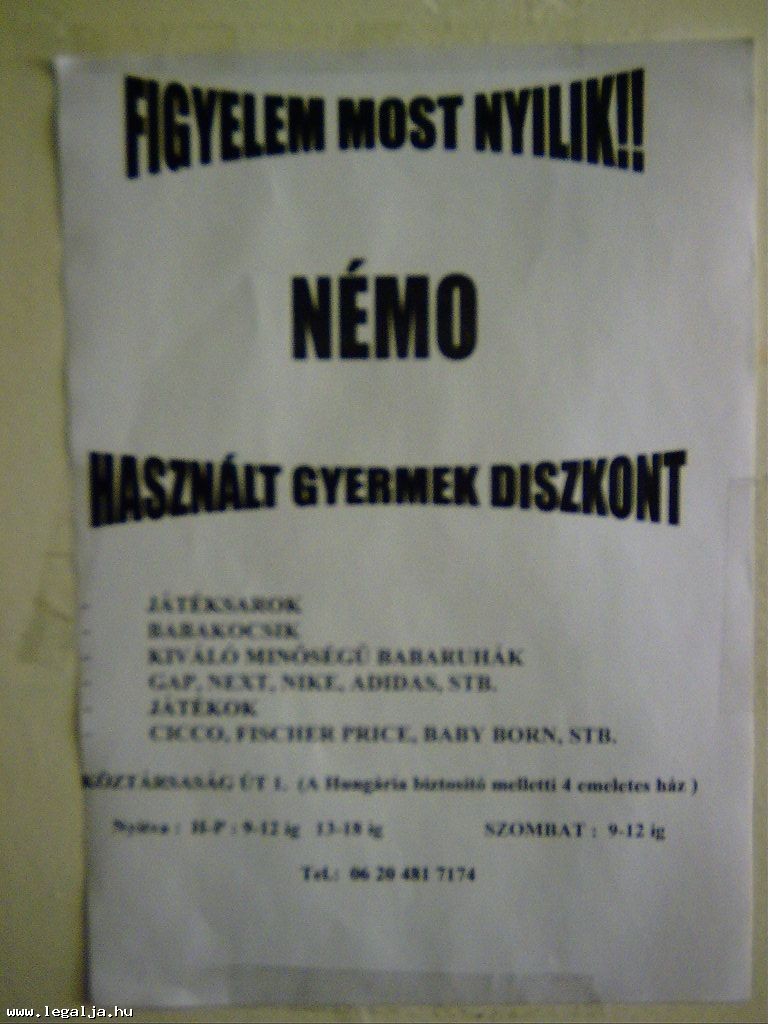 FIGYELEM MOST NYILIK!!
NÉMO
HASZNÁLT GYERMEK DISZKONT
- JÁTÉKSAROK
- BABAKOCSIK
- KIVÁLÓ MINŐSÉGŰ BABARUHÁK
- GAP, NEXT, NIKE, ADIDAS, STB.
- JÁTÉKOK
- CICCO, FISCHER PRICE, BABY BORN, STB.
KÖZTÁRSASÁG ÚT 1. (A Hungária biztosító melletti 4 emeletes ház )
Nyitva : H-P : 9-12 ig 13-18 ig SZOMBAT : 9-12 ig
Tel.: 06 20 481 7174
www.legalja.hu